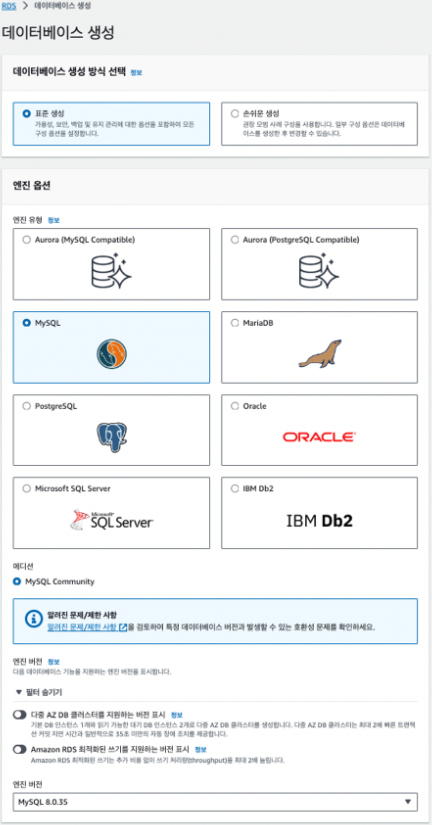 RDS > 데이터베이스 생성
데이터베이스 생성
데이터베이스 생성 방식 선택 정보
표준 생성
가용성, 보안, 백업 및 유지 관리에 대한 옵션을 포함하여 모든
구성 옵션을 설정합니다.
손쉬운 생성
권장 모범 사례 구성을 사용합니다. 일부 구성 옵션은 데이터베
이스를 생성한 후 변경할 수 있습니다.
엔진 옵션
엔진 유형 정보
Aurora (MySQL Compatible)
Aurora (PostgreSQL Compatible)
MySQL
MariaDB
PostgreSQL
Oracle
ORACLE
Microsoft SQL Server
Microsoft
SQL Server
IBM Db2
IBM Db2
에디션
MySQL Community
알려진 문제/제한 사항
알려진 문제/제한 사항을 검토하여 특정 데이터베이스 버전과 발생할 수 있는 호환성 문제를 확인하세요.
엔진 버전 정보
다음 데이터베이스 기능을 지원하는 엔진 버전을 표시합니다.
▼ 필터 숨기기
다중 AZ DB 클러스터를 지원하는 버전 표시 정보
기본 DB 인스턴스 1개와 읽기 가능한 대기 DB 인스턴스 2개로 다중 AZ DB 클러스터를 생성합니다. 다중 AZ DB 클러스터는 최대 2배 빠른 트랜잭
션 커밋 지연 시간과 일반적으로 35초 미만의 자동 장애 조치를 제공합니다.
Amazon RDS 최적화된 쓰기를 지원하는 버전 표시 정보
Amazon RDS 최적화된 쓰기는 추가 비용 없이 쓰기 처리량(throughput)을 최대 2배 높입니다.
엔진 버전
MySQL 8.0.35